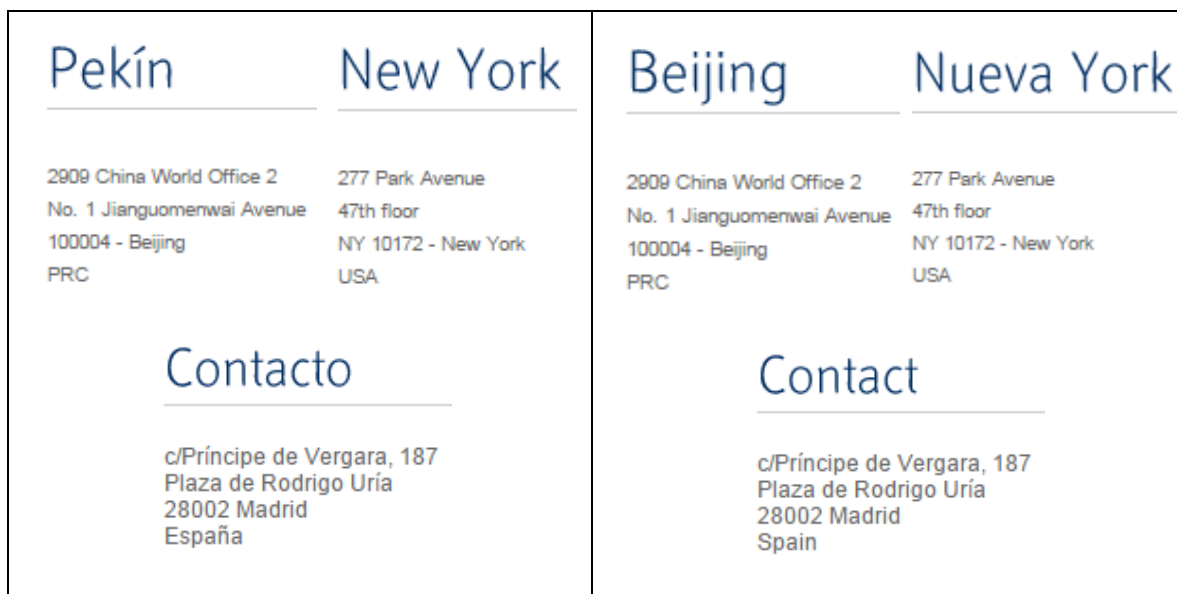 Pekín
2909 China World Office 2
No. 1 Jianguomenwai Avenue
100004 - Beijing
PRC
New York
277 Park Avenue
47th floor
NY 10172 - New York
USA
Contacto
c/Príncipe de Vergara, 187
Plaza de Rodrigo Uría
28002 Madrid
España
Beijing
2909 China World Office 2
No. 1 Jianguomenwai Avenue
100004 - Beijing
PRC
Nueva York
277 Park Avenue
47th floor
NY 10172 - New York
USA
Contact
c/Príncipe de Vergara, 187
Plaza de Rodrigo Uría
28002 Madrid
Spain